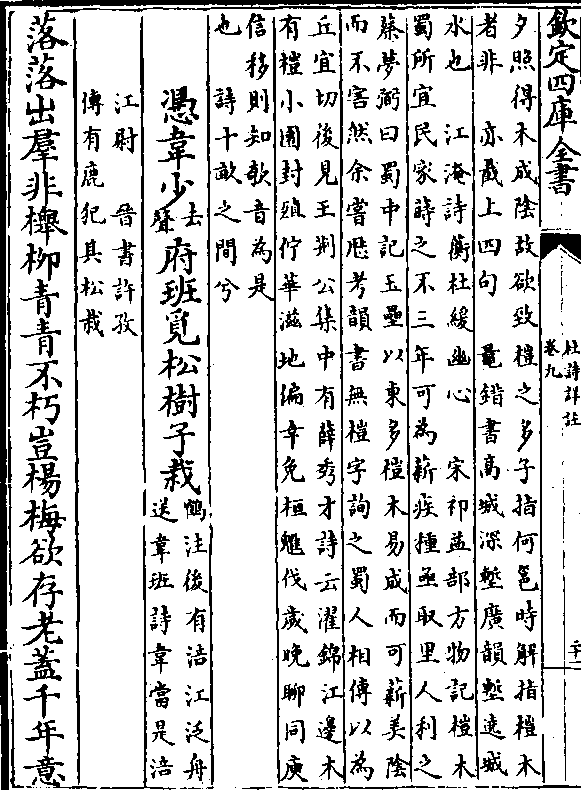 欽定四庫全書
杜詩詳註
卷九
夕照得木成陰故欲致榿之多子指何邕時解指榿木
者非 亦截上四句 鼂錯書高城深塹廣韻塹遶城
水也 江淹詩蘅杜緩幽心 宋祁益部方物記榿木
蜀所宜民家蒔之不三年可為薪疾種亟取里人利之
蔡夢弼曰蜀中記玉壘以東多榿木易成而可薪美陰
而不害然余嘗歴考韻書無榿字詢之蜀人相傳以為
丘宜切後見王荆公集中有薛秀才詩云濯錦江邊木
有榿小園封殖佇華滋地偏幸免桓魋伐歲晚聊同庾
信移則知欹音為是
也 詩十畝之間兮
憑韋少去聲府班覓松樹子栽鶴注後有涪江泛舟
送韋班詩韋當是涪
江尉 晉書許孜
傳有鹿犯其松栽
落落出羣非櫸柳青青不朽豈楊梅欲存老蓋千年意